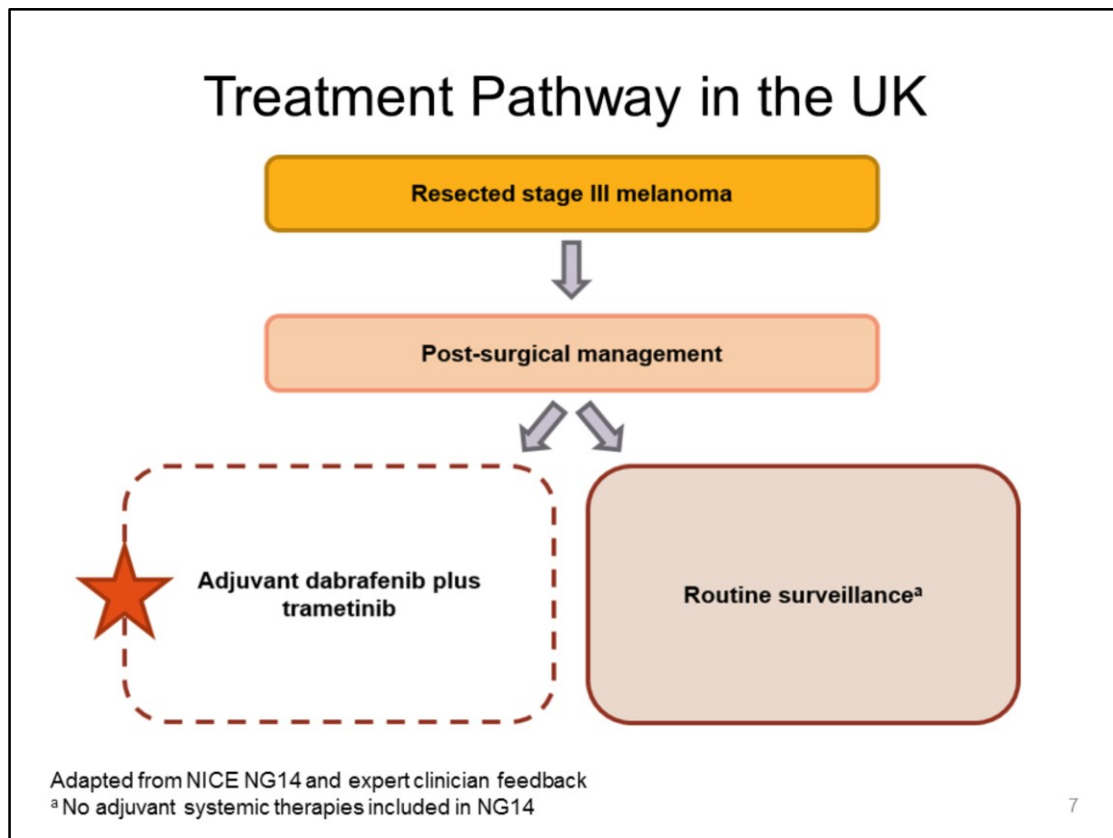 Treatment Pathway in the UK
Resected stage III melanoma
Post-surgical management
Adjuvant dabrafenib plus
trametinib
Routine surveillanceᵃ
Adapted from NICE NG14 and expert clinician feedback
ᵃ No adjuvant systemic therapies included in NG14
7